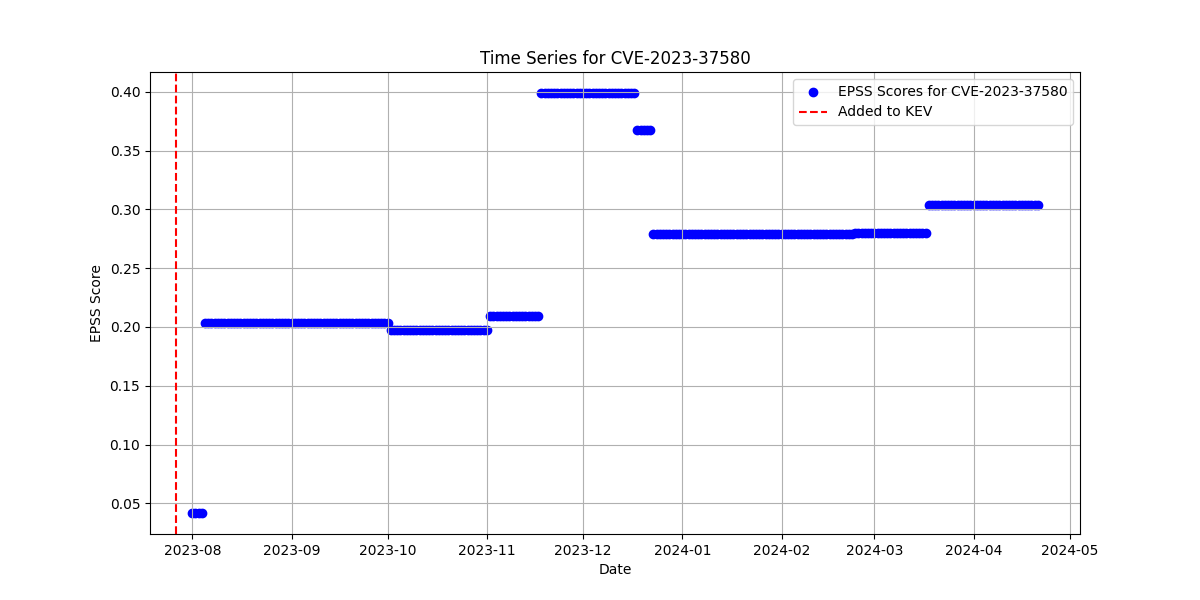 Time Series for CVE-2023-37580
EPSS Scores for CVE-2023-37580
Added to KEV
EPSS Score
0.40
0.35
0.30
0.25
0.20
0.15
0.10
0.05
2023-08 2023-09 2023-10 2023-11 2023-12 2024-01 2024-02 2024-03 2024-04 2024-05
Date